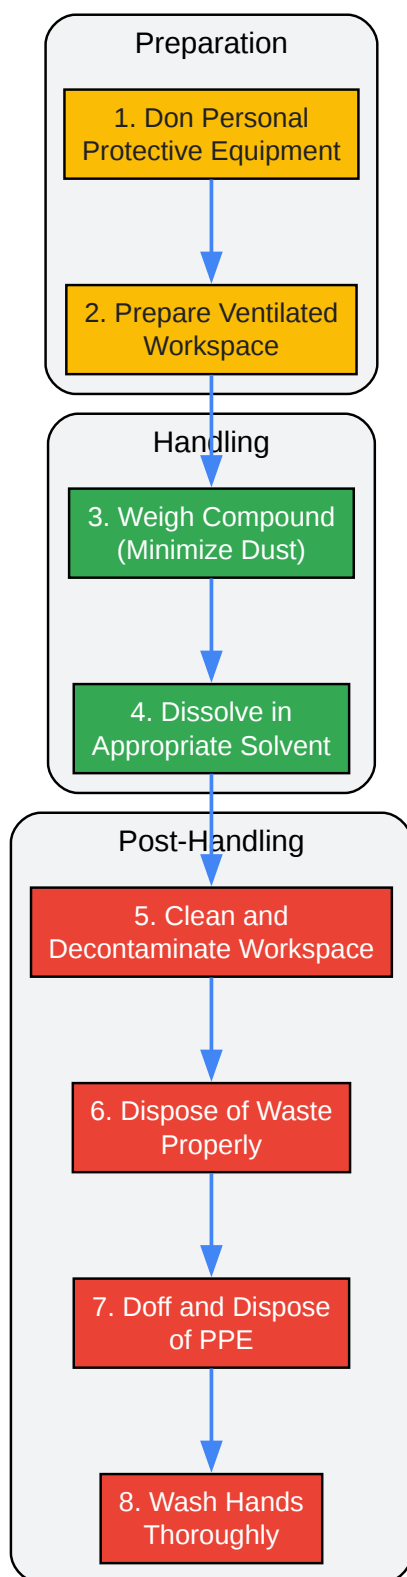 Preparation
1. Don Personal
Protective Equipment
2. Prepare Ventilated
Workspace
Handling
3. Weigh Compound
(Minimize Dust)
4. Dissolve in
Appropriate Solvent
Post-Handling
5. Clean and
Decontaminate Workspace
6. Dispose of Waste
Properly
7. Doff and Dispose
of PPE
8. Wash Hands
Thoroughly